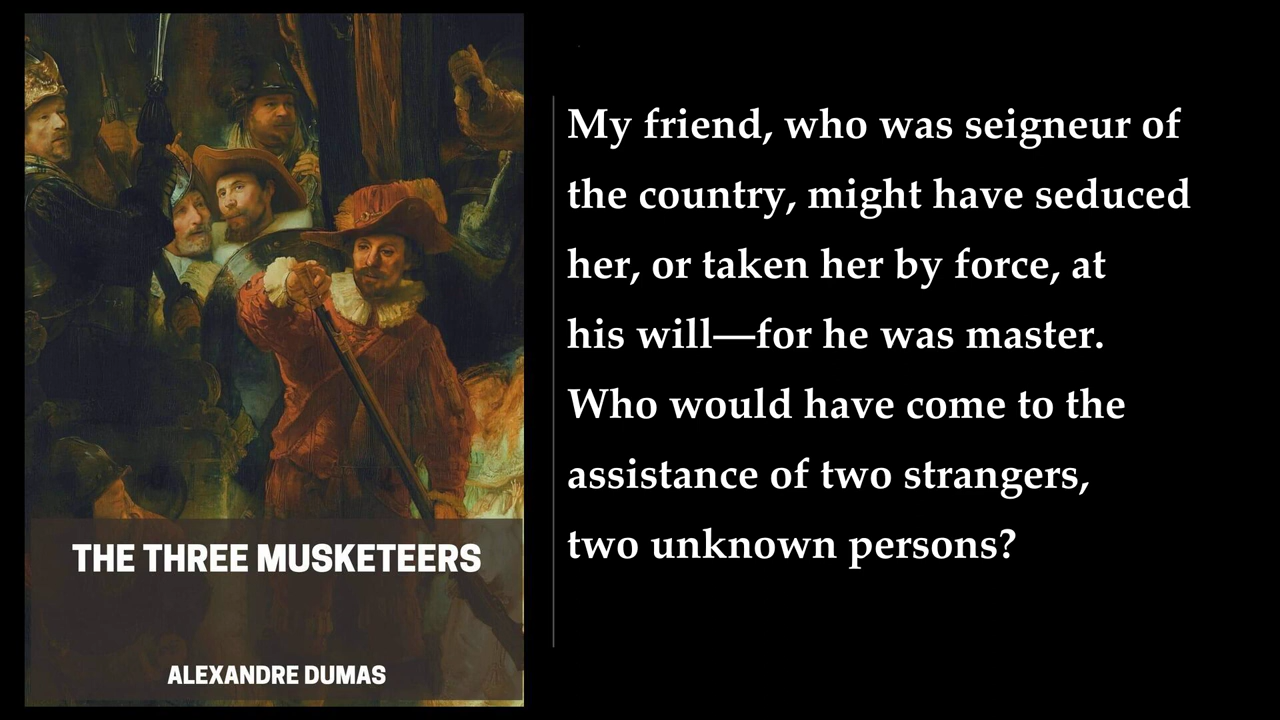 THE THREE MUSKETEERS
ALEXANDRE DUMAS
My friend, who was seigneur of
the country, might have seduced
her, or taken her by force, at
his will—for he was master.
Who would have come to the
assistance of two strangers,
two unknown persons?